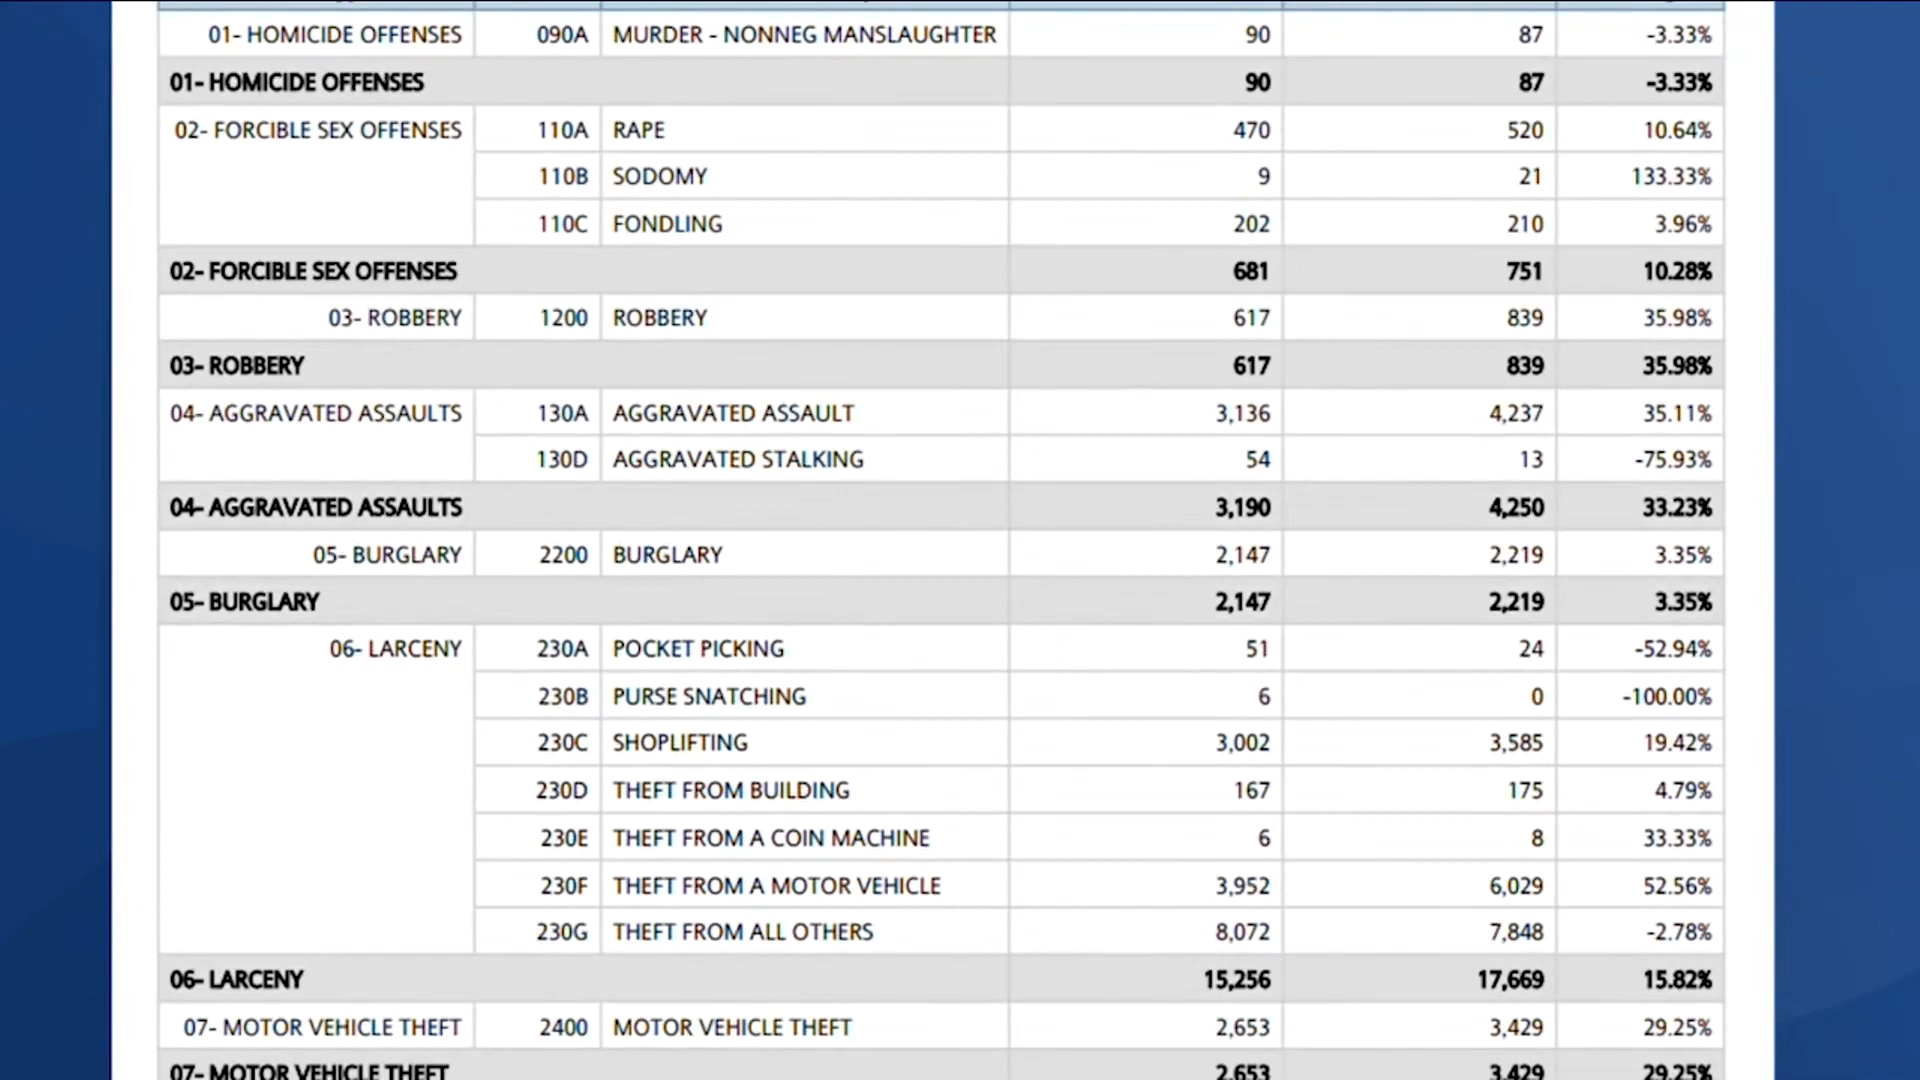 01- HOMICIDE OFFENSES 090A MURDER - NONNEG MANSLAUGHTER 90 87 -3.33%
01- HOMICIDE OFFENSES 90 87 -3.33%
02- FORCIBLE SEX OFFENSES 110A RAPE 470 520 10.64%
110B SODOMY 9 21 133.33%
110C FONDLING 202 210 3.96%
02- FORCIBLE SEX OFFENSES 681 751 10.28%
03- ROBBERY 1200 ROBBERY 617 839 35.98%
03- ROBBERY 617 839 35.98%
04- AGGRAVATED ASSAULTS 130A AGGRAVATED ASSAULT 3,136 4,237 35.11%
130D AGGRAVATED STALKING 54 13 -75.93%
04- AGGRAVATED ASSAULTS 3,190 4,250 33.23%
05- BURGLARY 2200 BURGLARY 2,147 2,219 3.35%
05- BURGLARY 2,147 2,219 3.35%
06- LARCENY 230A POCKET PICKING 51 24 -52.94%
230B PURSE SNATCHING 6 0 -100.00%
230C SHOPLIFTING 3,002 3,585 19.42%
230D THEFT FROM BUILDING 167 175 4.79%
230E THEFT FROM A COIN MACHINE 6 8 33.33%
230F THEFT FROM A MOTOR VEHICLE 3,952 6,029 52.56%
230G THEFT FROM ALL OTHERS 8,072 7,848 -2.78%
06- LARCENY 15,256 17,669 15.82%
07- MOTOR VEHICLE THEFT 2400 MOTOR VEHICLE THEFT 2,653 3,429 29.25%
07- MOTOR VEHICLE THEFT 2,653 3,429 29.25%